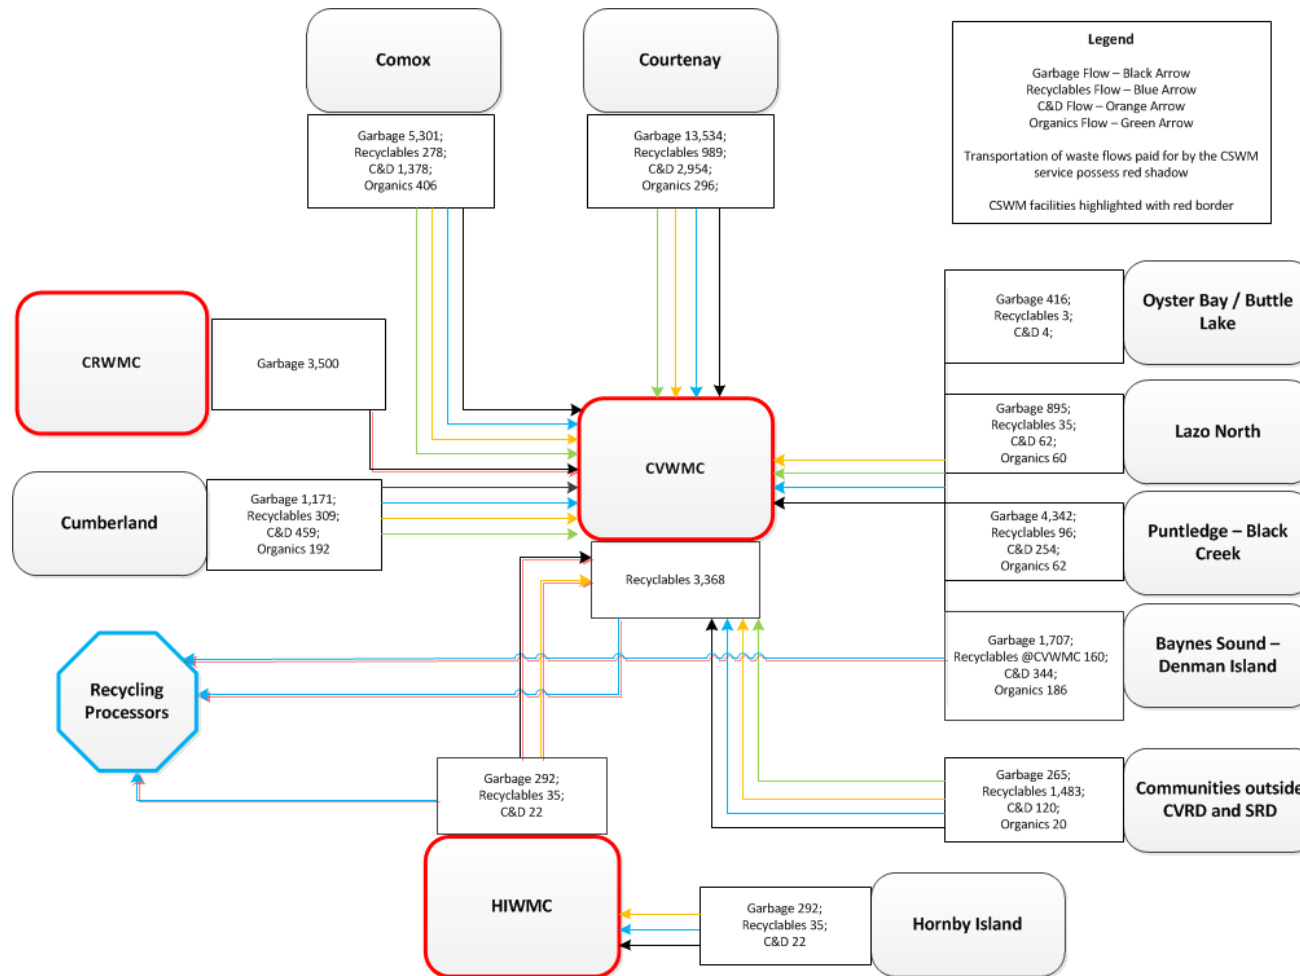 Comox
Courtenay
Garbage 5,301;
Recyclables 278;
C&D 1,378;
Organics 406
Garbage 13,534;
Recyclables 989;
C&D 2,954;
Organics 296;
Legend
Garbage Flow – Black Arrow
Recyclables Flow – Blue Arrow
C&D Flow – Orange Arrow
Organics Flow – Green Arrow
Transportation of waste flows paid for by the CSWM
service possess red shadow
CSWM facilities highlighted with red border
CRWMC
Garbage 3,500
Cumberland
Garbage 1,171;
Recyclables 309;
C&D 459;
Organics 192
CVWMC
Recyclables 3,368
Garbage 416;
Recyclables 3;
C&D 4;
Oyster Bay / Buttle
Lake
Garbage 895;
Recyclables 35;
C&D 62;
Organics 60
Lazo North
Garbage 4,342;
Recyclables 96;
C&D 254;
Organics 62
Puntledge – Black
Creek
Garbage 1,707;
Recyclables @CVWMC 160;
C&D 344;
Organics 186
Baynes Sound –
Denman Island
Recycling
Processors
Garbage 292;
Recyclables 35;
C&D 22
Garbage 265;
Recyclables 1,483;
C&D 120;
Organics 20
Communities outside
CVRD and SRD
HIWMC
Garbage 292;
Recyclables 35;
C&D 22
Hornby Island